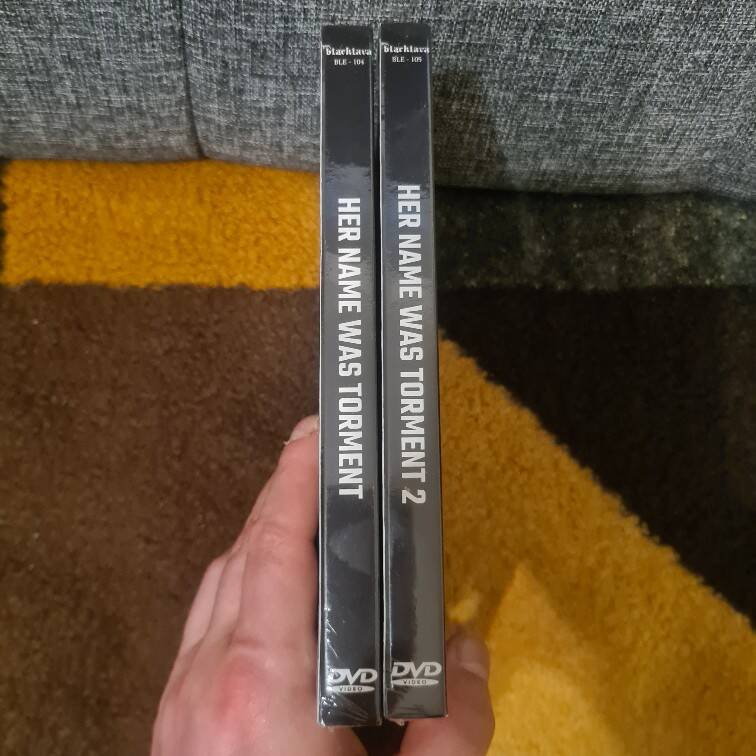 blacklava
BLE - 104
HER NAME WAS TORMENT
DVD
VIDEO
blacklava
BLE - 105
HER NAME WAS TORMENT 2
DVD
VIDEO